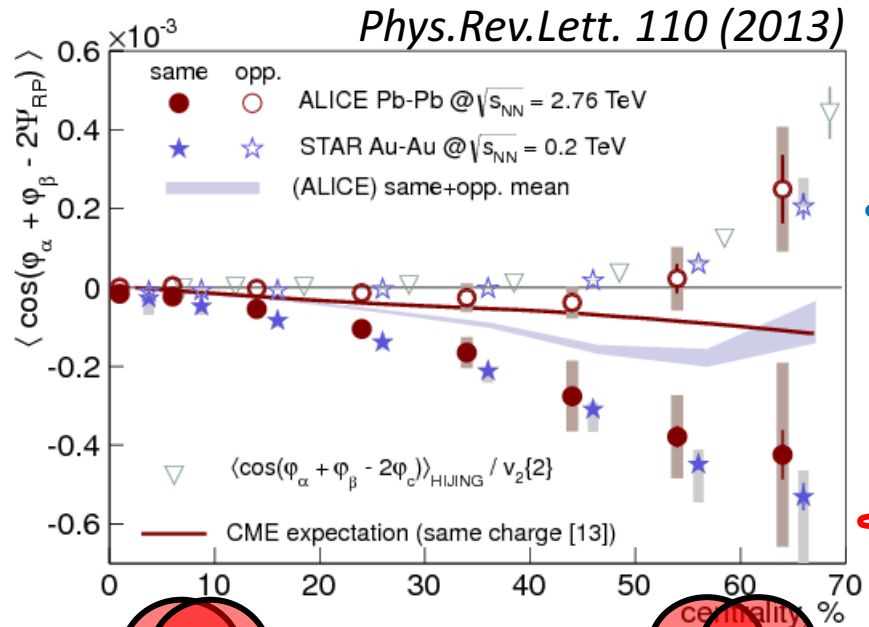 Phys.Rev.Lett. 110 (2013)
×10⁻³
same opp.
ALICE Pb-Pb @ √s_NN = 2.76 TeV
STAR Au-Au @ √s_NN = 0.2 TeV
(ALICE) same+opp. mean
⟨ cos(φ_α + φ_β - 2Ψ_RP) ⟩
0.6
0.4
0.2
0
-0.2
-0.4
-0.6
⟨cos(φ_α + φ_β - 2φ_c)⟩_HIJING / v₂{2}
CME expectation (same charge [13])
0 10 20 30 40 50 60 70
centrality, %